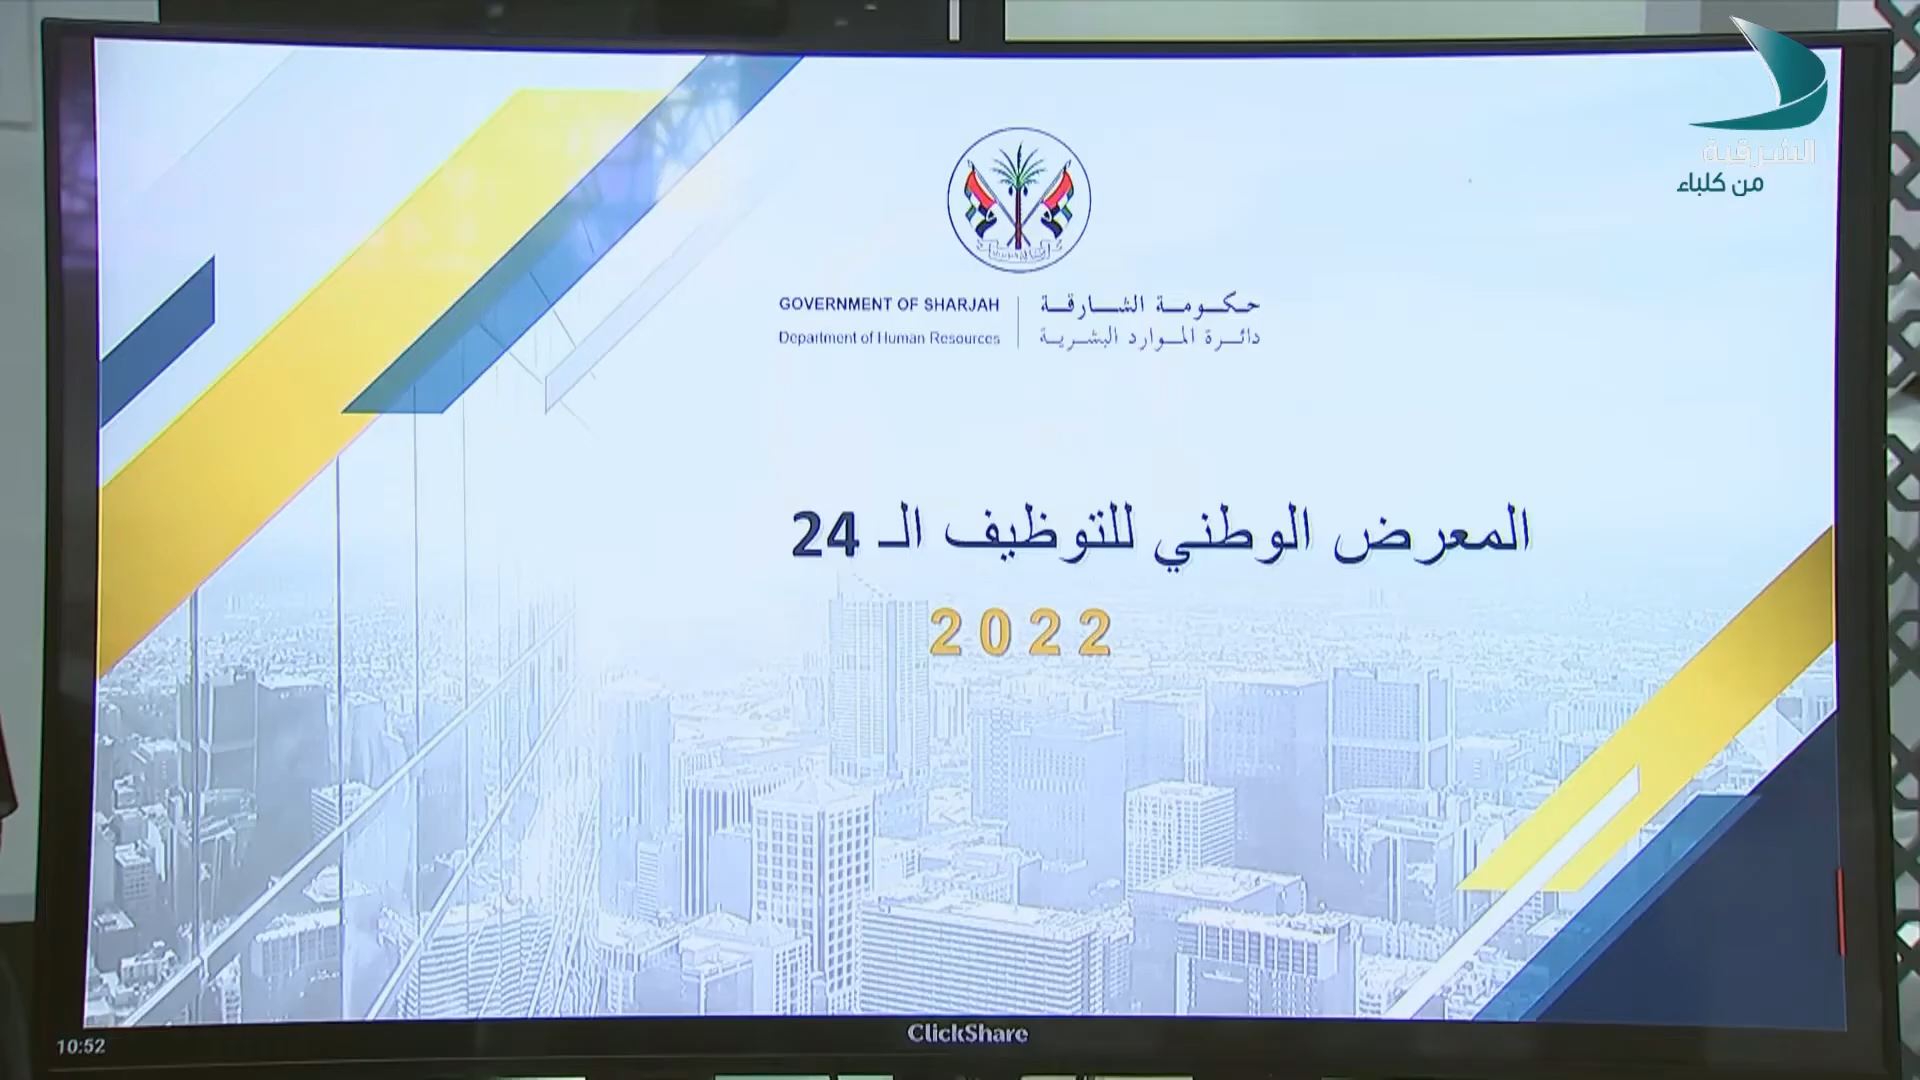 الشرقية
من كلباء
GOVERNMENT OF SHARJAH
Department of Human Resources
حكومة الشارقة
دائرة الموارد البشرية
المعرض الوطني للتوظيف الـ 24
2022
10:52
ClickShare